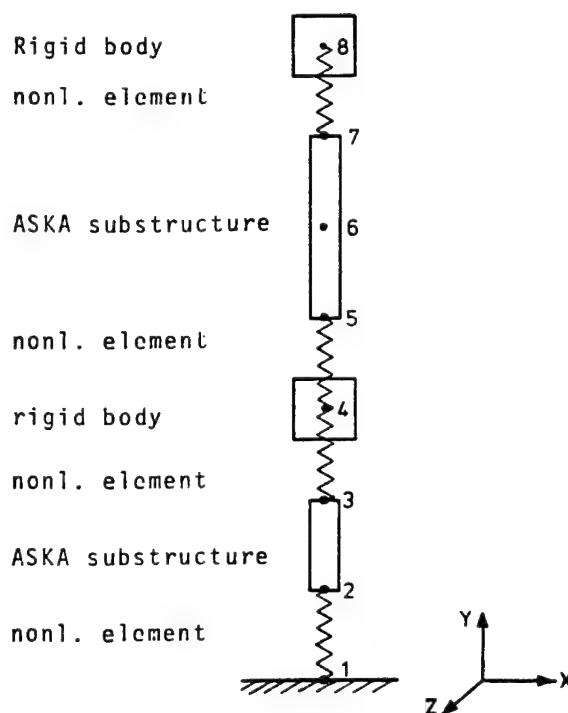 Rigid body
8
nonl. element
7
ASKA substructure
6
5
nonl. element
rigid body
4
nonl. element
3
ASKA substructure
2
nonl. element
1
Y
X
Z